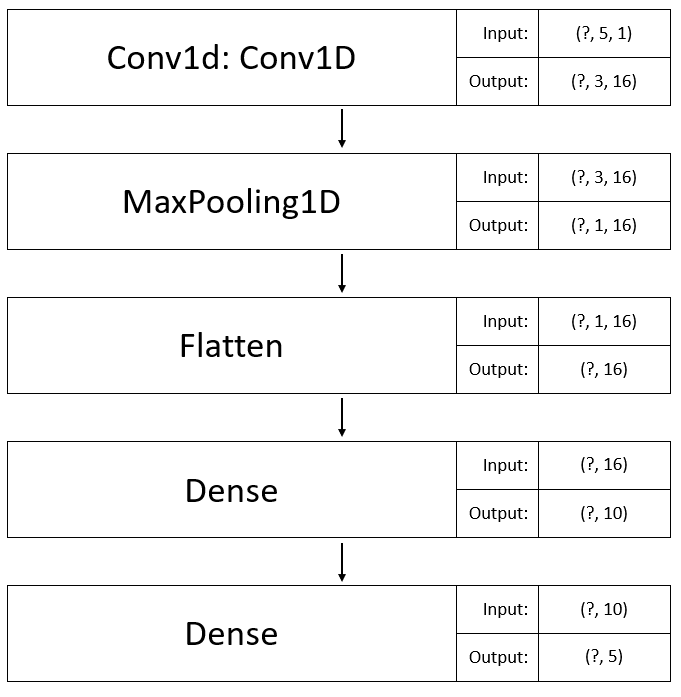 Conv1d: Conv1D
Input: (?, 5, 1)
Output: (?, 3, 16)
MaxPooling1D
Input: (?, 3, 16)
Output: (?, 1, 16)
Flatten
Input: (?, 1, 16)
Output: (?, 16)
Dense
Input: (?, 16)
Output: (?, 10)
Dense
Input: (?, 10)
Output: (?, 5)